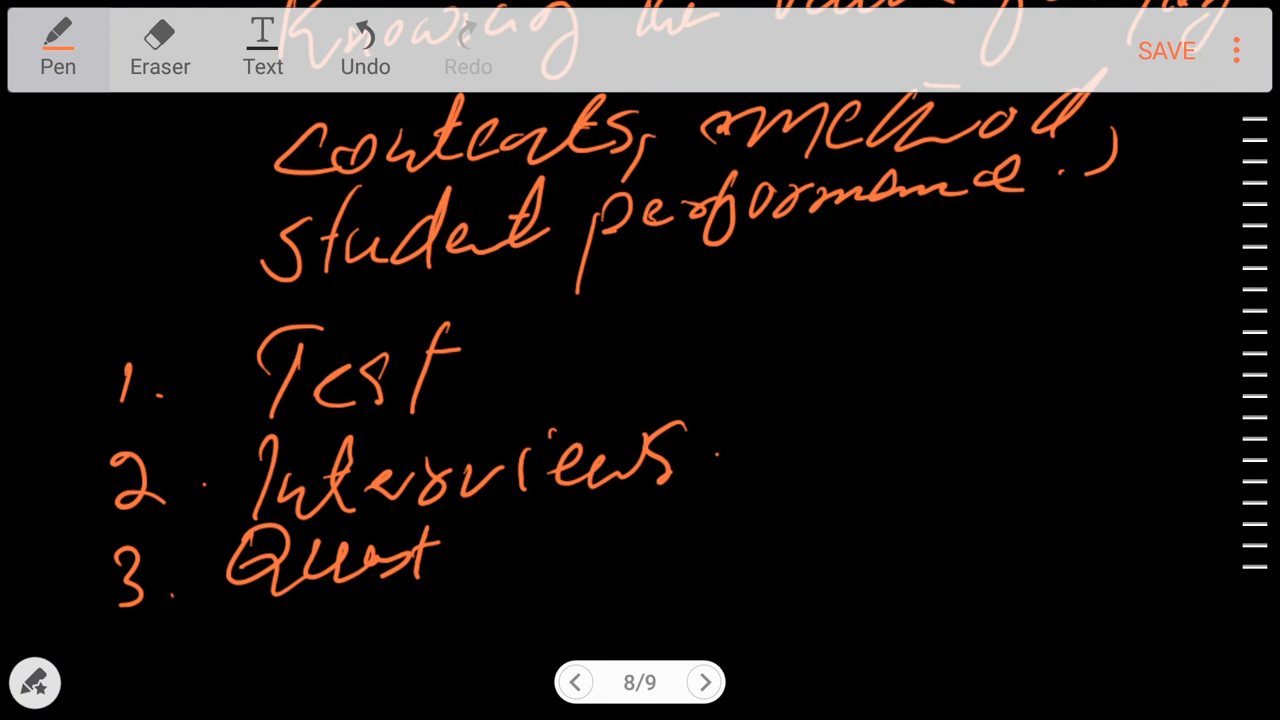 Knowing the
Pen
Eraser
Text
Undo
Redo
SAVE
contents, method,
student performance.)
1. Test
2. Interviews.
3. Quest
8/9